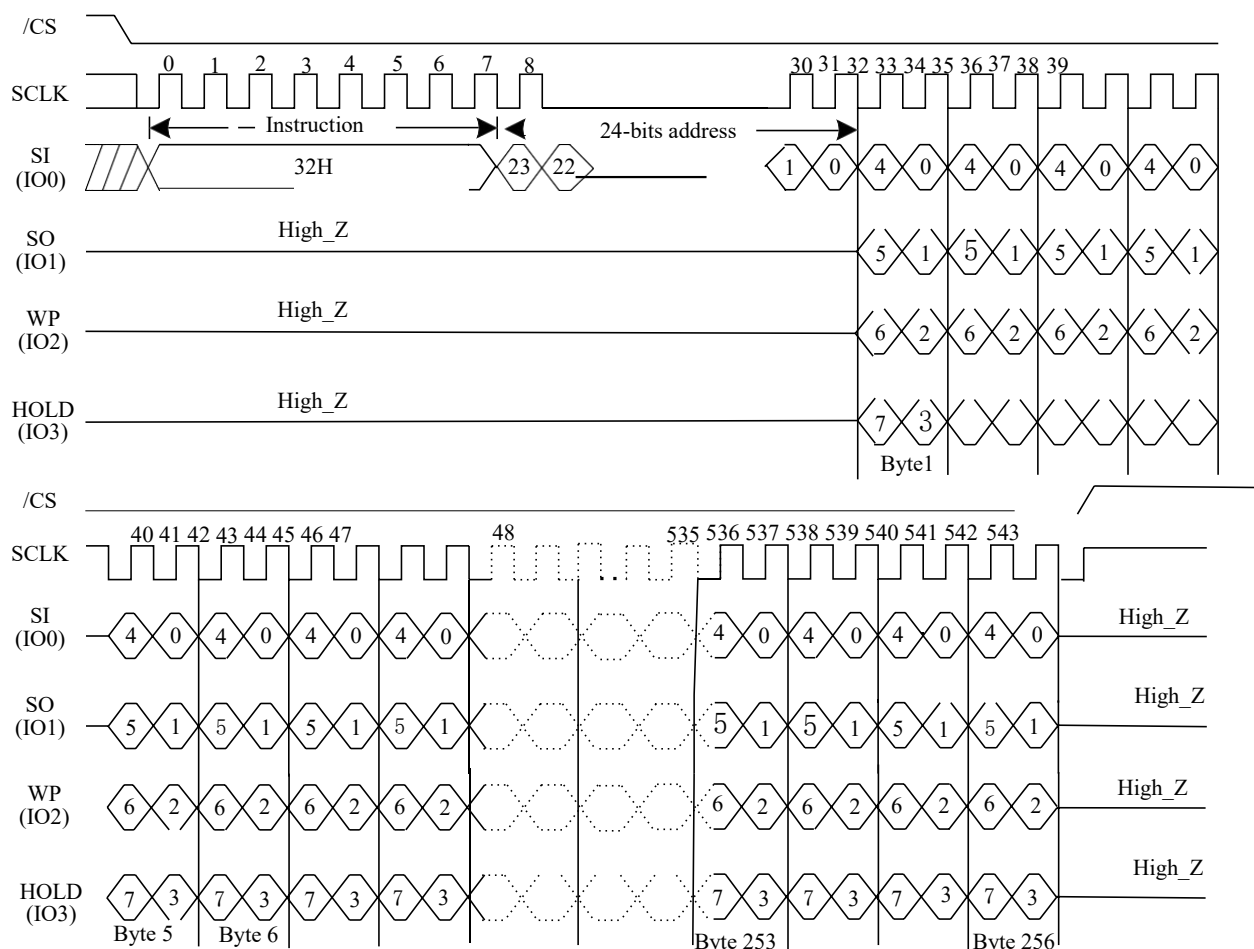 /CS
0 1 2 3 4 5 6 7 8 30 31 32 33 34 35 36 37 38 39
SCLK
Instruction 24-bits address
SI
(IO0)
32H 23 22 1 0 4 0 4 0 4 0 4 0
High_Z
SO
(IO1)
5 1 5 1 5 1 5 1
High_Z
WP
(IO2)
6 2 6 2 6 2 6 2
High_Z
HOLD
(IO3)
7 3
Byte1
/CS
40 41 42 43 44 45 46 47 48 535 536 537 538 539 540 541 542 543
SCLK
SI
(IO0)
4 0 4 0 4 0 4 0 4 0 4 0 4 0 4 0
High_Z
SO
(IO1)
5 1 5 1 5 1 5 1 5 1 5 1 5 1 5 1
High_Z
WP
(IO2)
6 2 6 2 6 2 6 2 6 2 6 2 6 2 6 2
High_Z
HOLD
(IO3)
7 3 7 3 7 3 7 3 7 3 7 3 7 3 7 3
High_Z
Byte 5 Byte 6 Byte 253 Byte 256